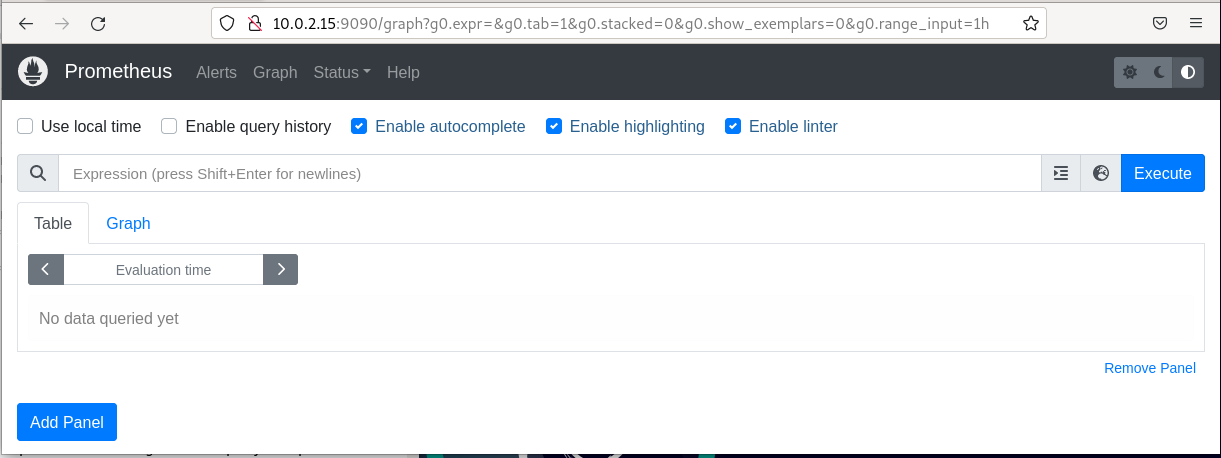 10.0.2.15:9090/graph?g0.expr=&g0.tab=1&g0.stacked=0&g0.show_exemplars=0&g0.range_input=1h
Prometheus Alerts Graph Status Help
Use local time Enable query history Enable autocomplete Enable highlighting Enable linter
Expression (press Shift+Enter for newlines) Execute
Table Graph
Evaluation time
No data queried yet
Remove Panel
Add Panel